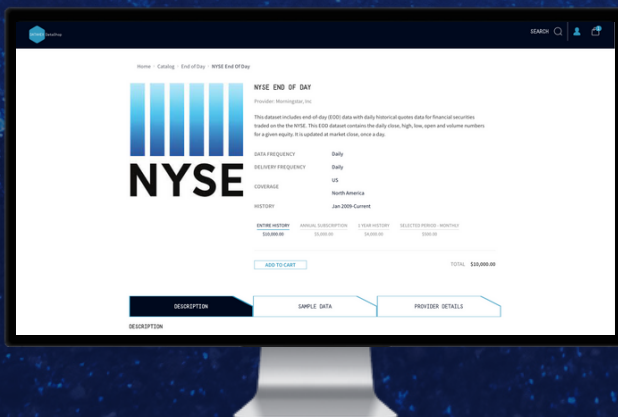 SEARCH
Home · Catalog · End of Day · NYSE End Of Day
NYSE END OF DAY
Provider: Morningstar, Inc
This dataset includes end-of-day (EOD) data with daily historical quotes data for financial securities
traded on the the NYSE. This EOD dataset contains the daily close, high, low, open and volume numbers
for a given equity. It is updated at market close, once a day.
NYSE
DATA FREQUENCY Daily
DELIVERY FREQUENCY Daily
COVERAGE US
North America
HISTORY Jan 2009-Current
ENTIRE HISTORY ANNUAL SUBSCRIPTION 1 YEAR HISTORY SELECTED PERIOD - MONTHLY
$10,000.00
ADD TO CART TOTAL $10,000.00
DESCRIPTION SAMPLE DATA PROVIDER DETAILS
DESCRIPTION